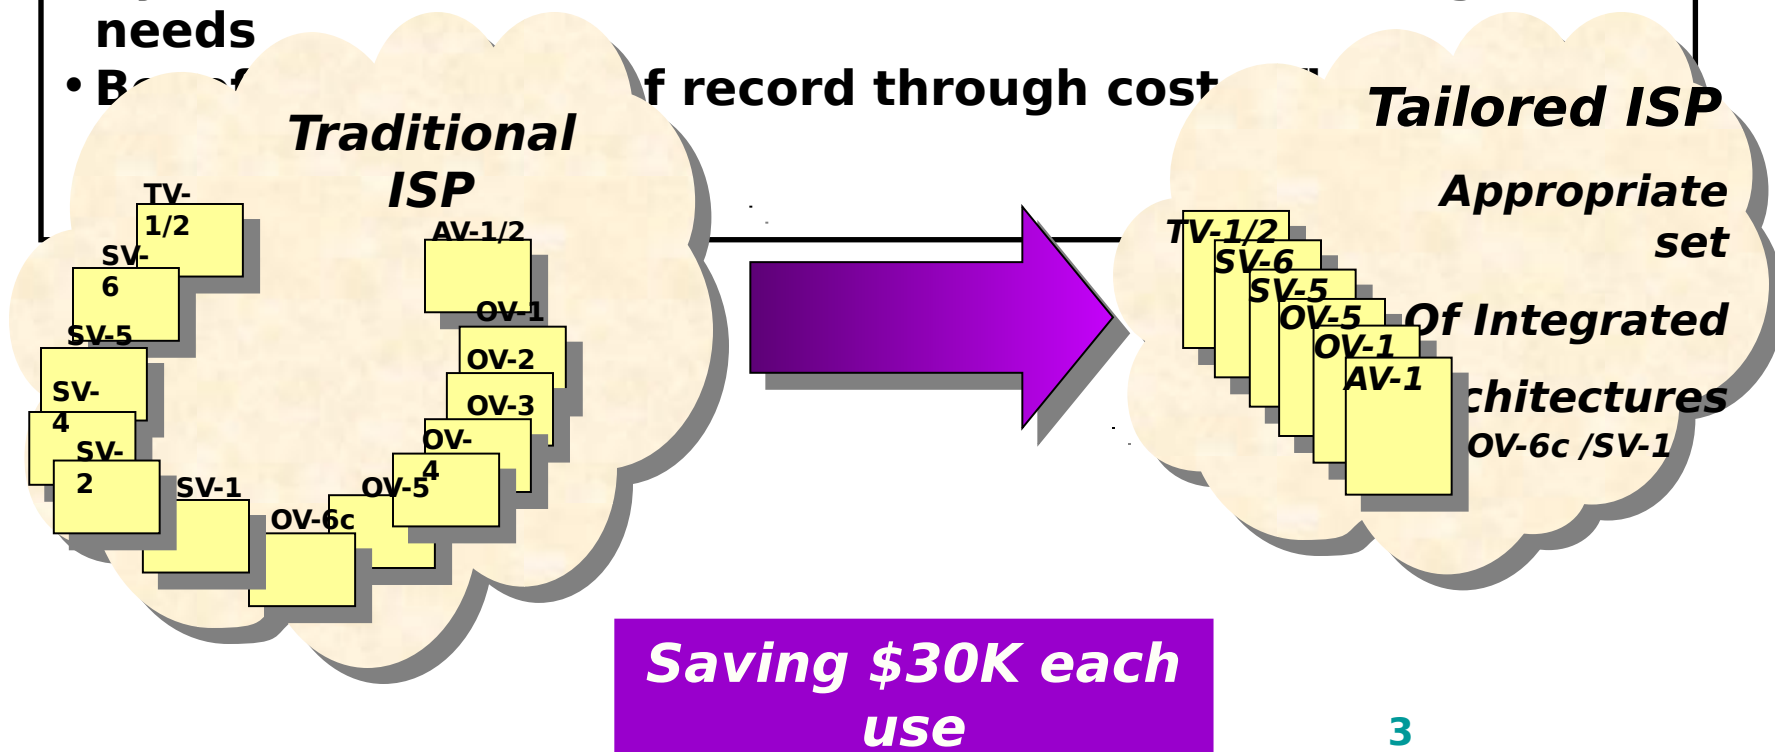 needs
• record through cost
Traditional
ISP
TV-
1/2
SV-
6
SV-5
SV-
4
SV-
2
SV-1
OV-6c
OV-5
OV-
4
OV-3
OV-2
OV-1
AV-1/2
Tailored ISP
Appropriate
set
Of Integrated
chitectures
OV-6c /SV-1
TV-1/2
SV-6
SV-5
OV-5
OV-1
AV-1
Saving $30K each
use
3